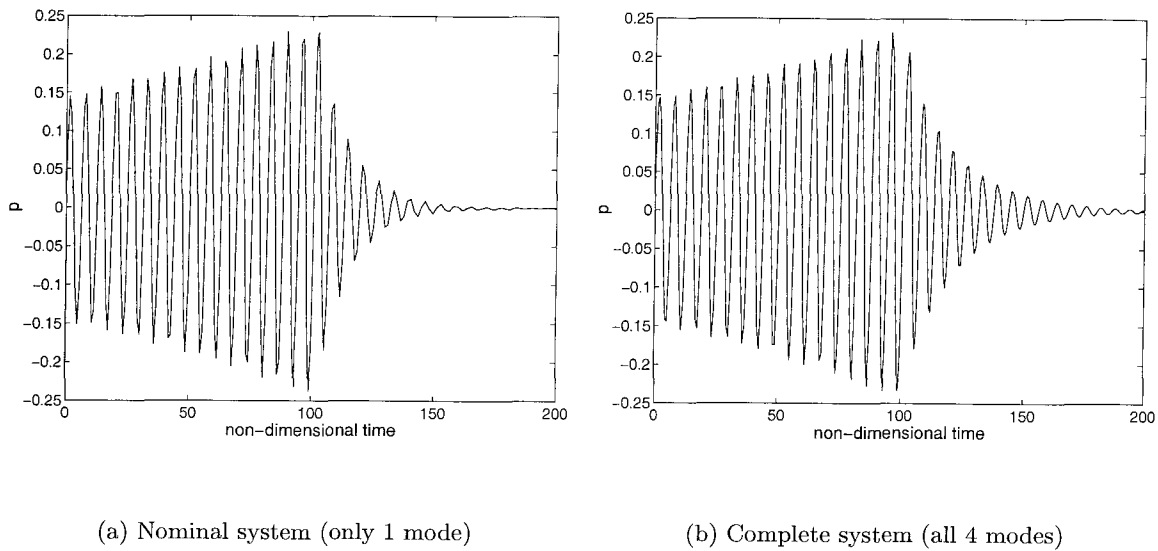 0.25
0.2
0.15
0.1
0.05
0
-0.05
-0.1
-0.15
-0.2
-0.25
p
0 50 100 150 200
non-dimensional time
(a) Nominal system (only 1 mode)
0.25
0.2
0.15
0.1
0.05
0
-0.05
-0.1
-0.15
-0.2
-0.25
p
0 50 100 150 200
non-dimensional time
(b) Complete system (all 4 modes)